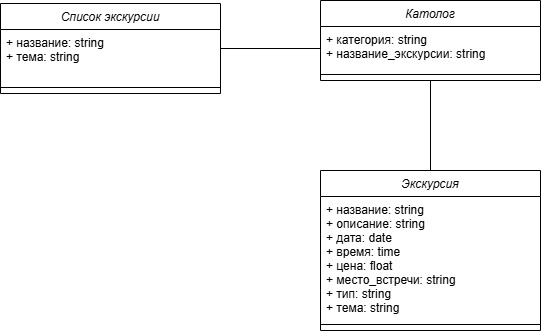 Список экскурсии
+ название: string
+ тема: string
Католог
+ категория: string
+ название_экскурсии: string
Экскурсия
+ название: string
+ описание: string
+ дата: date
+ время: time
+ цена: float
+ место_встречи: string
+ тип: string
+ тема: string